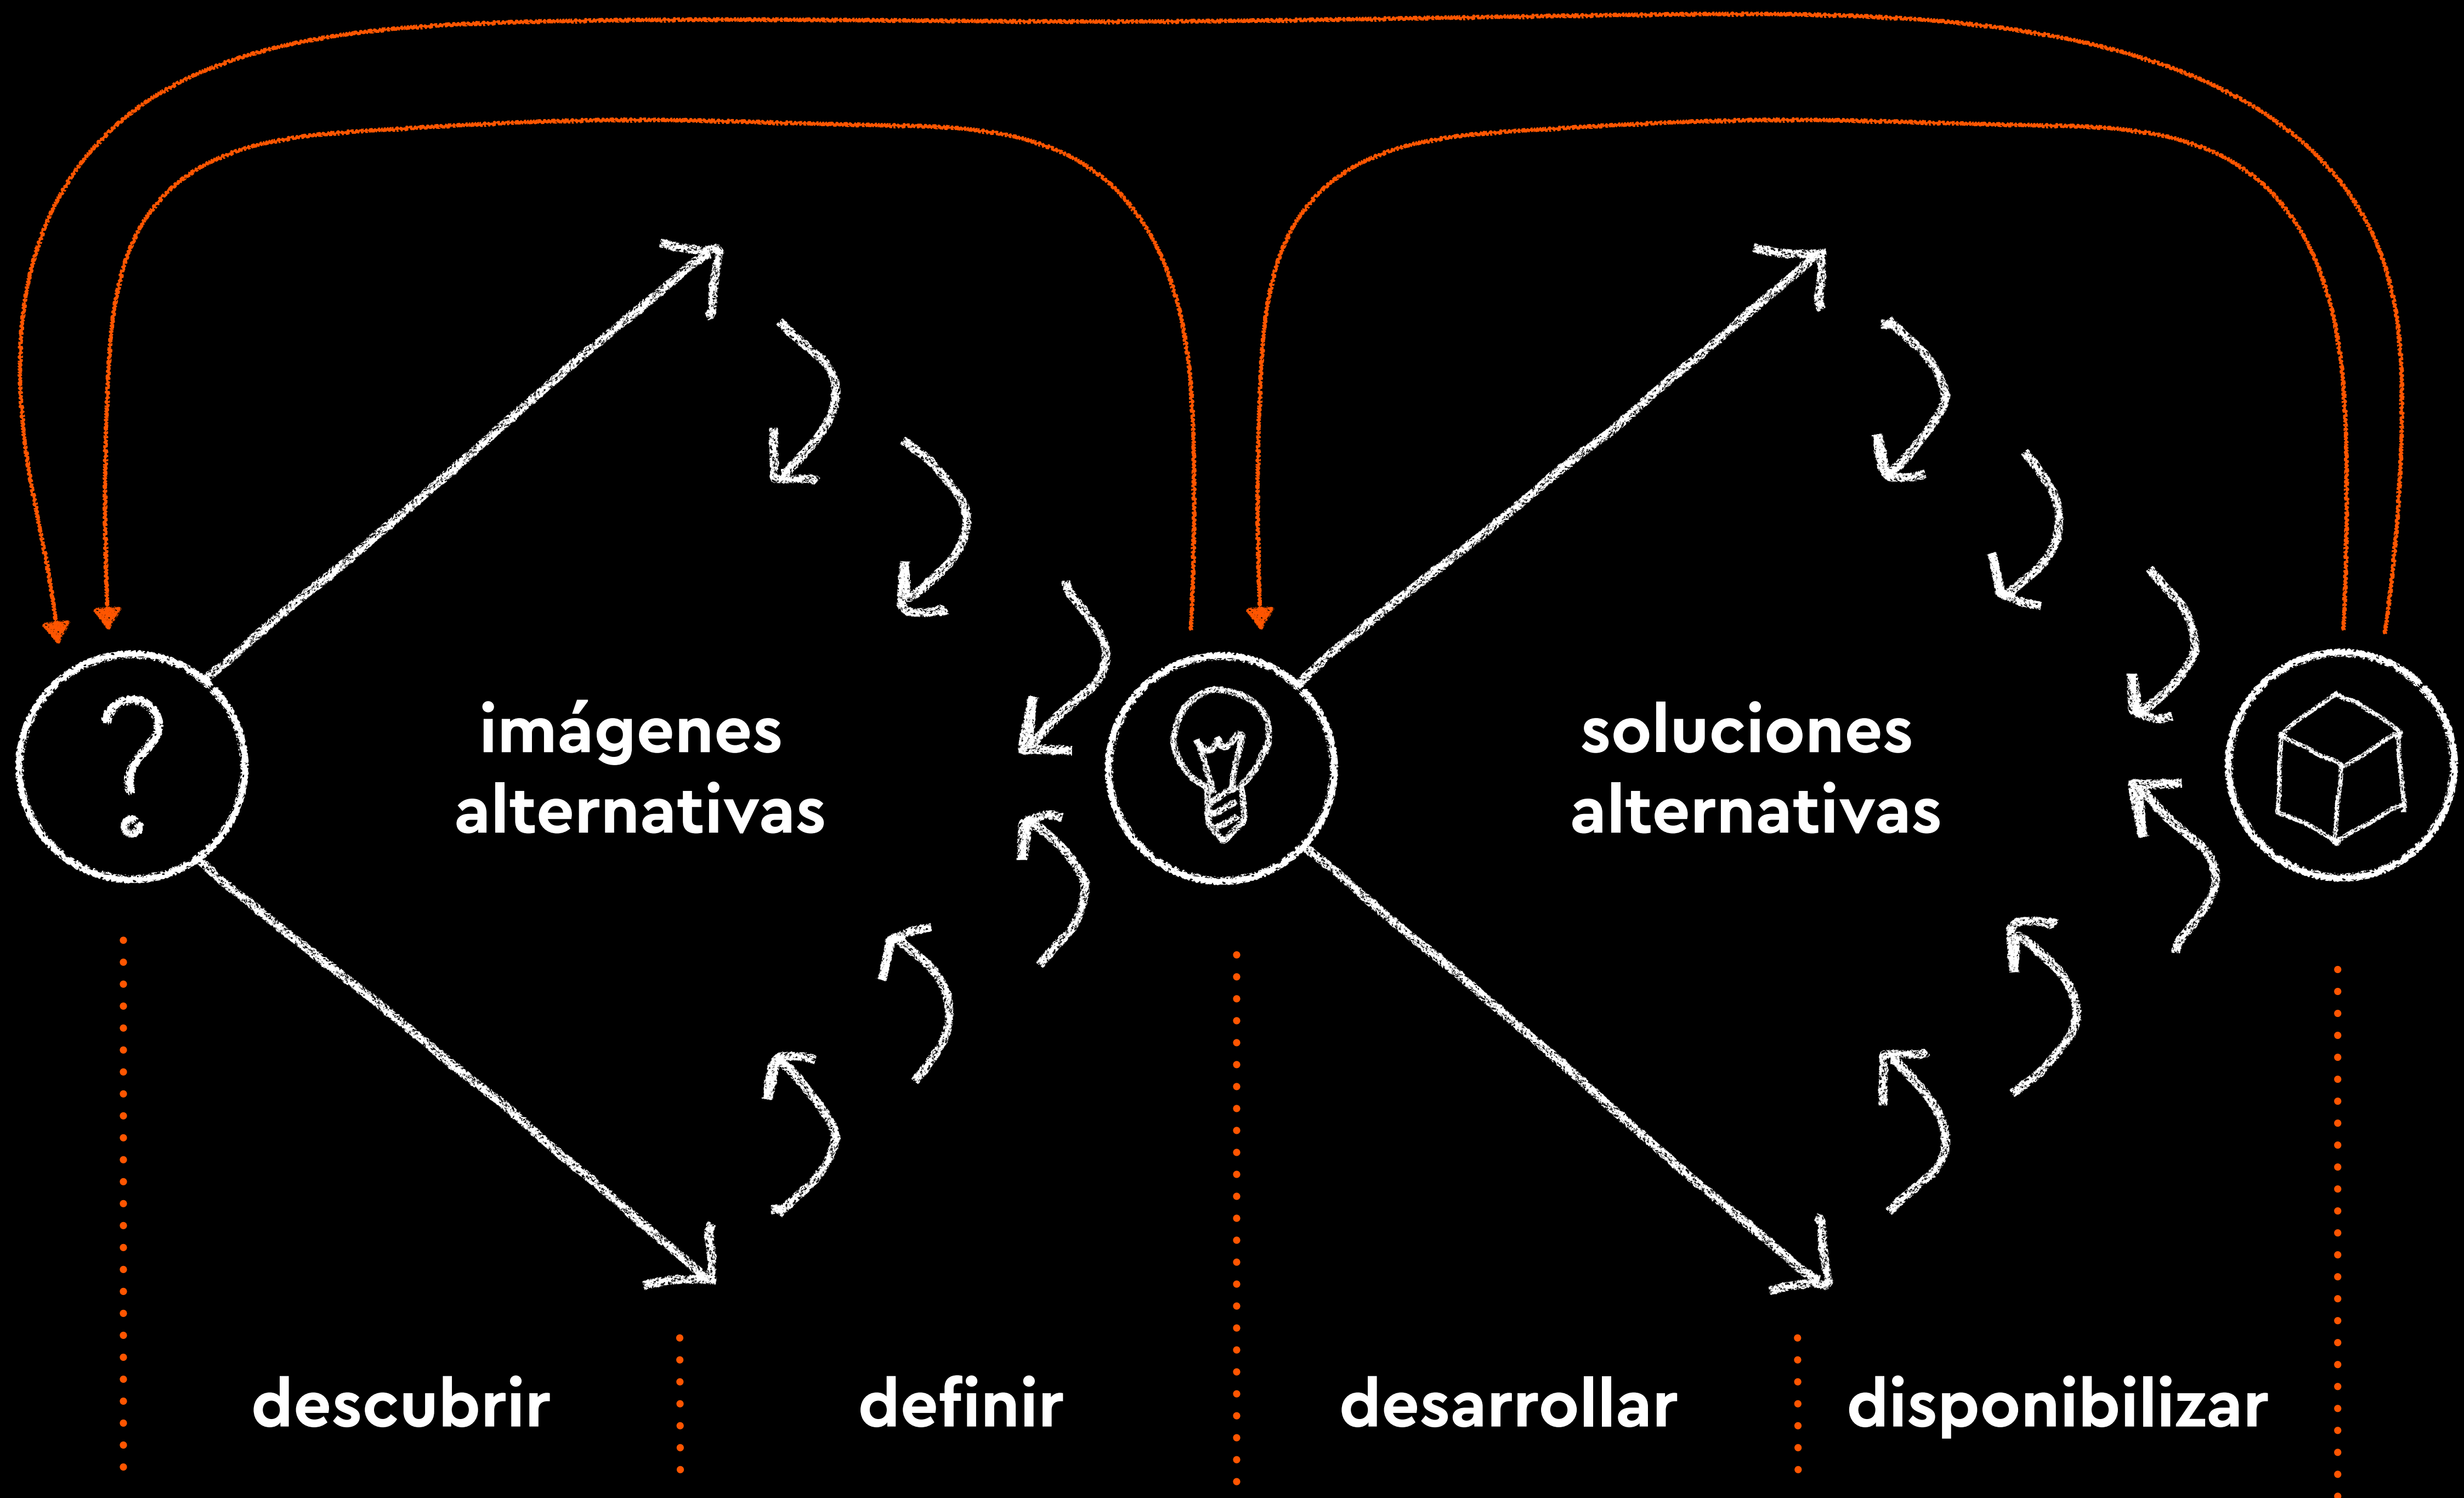 imágenes
alternativas
soluciones
alternativas
descubrir
definir
desarrollar
disponibilizar